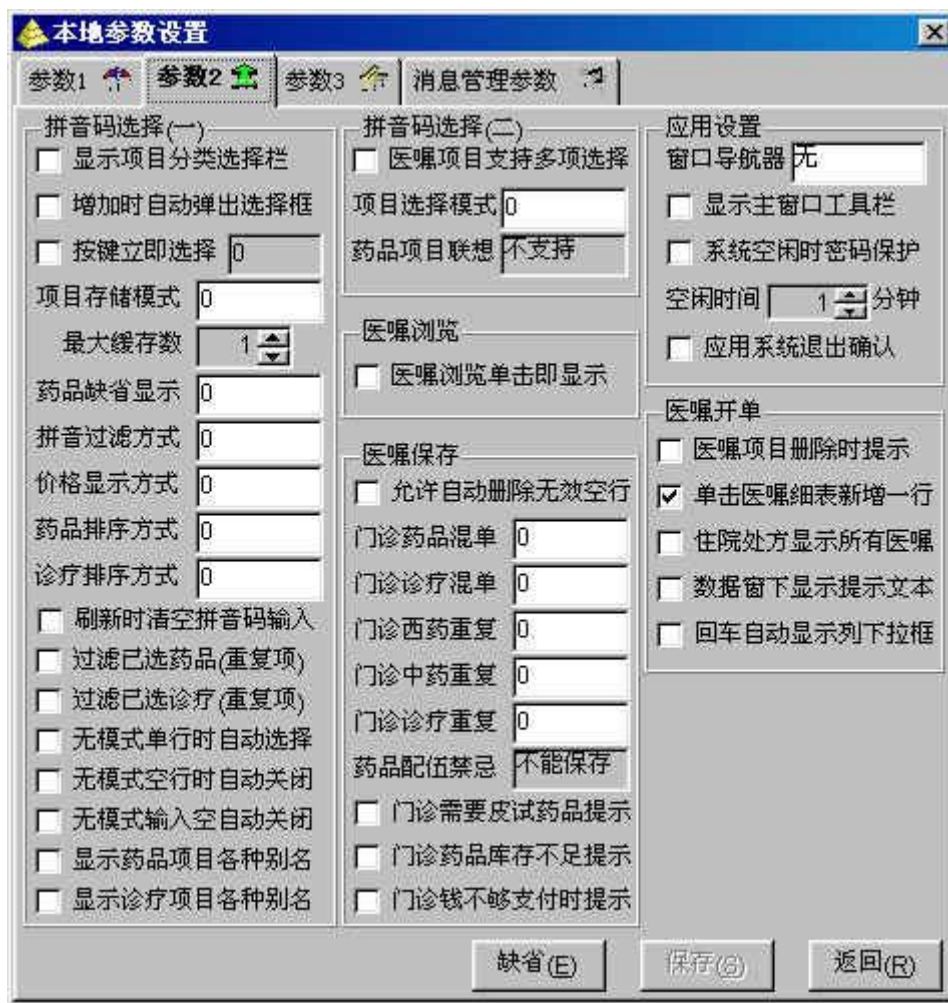 本地参数设置
参数1 参数2 参数3 消息管理参数
拼音码选择(一)
显示项目分类选择栏
增加时自动弹出选择框
按键立即选择 0
项目存储模式 0
最大缓存数 1
药品缺省显示 0
拼音过滤方式 0
价格显示方式 0
药品排序方式 0
诊疗排序方式 0
刷新时清空拼音码输入
过滤已选药品(重复项)
过滤已选诊疗(重复项)
无模式单行时自动选择
无模式空行时自动关闭
无模式输入空自动关闭
显示药品项目各种别名
显示诊疗项目各种别名
拼音码选择(二)
医嘱项目支持多项选择
项目选择模式 0
药品项目联想 不支持
医嘱浏览
医嘱浏览单击即显示
医嘱保存
允许自动删除无效空行
门诊药品混单 0
门诊诊疗混单 0
门诊西药重复 0
门诊中药重复 0
门诊诊疗重复 0
药品配伍禁忌 不能保存
门诊需要皮试药品提示
门诊药品库存不足提示
门诊钱不够支付时提示
应用设置
窗口导航器 无
显示主窗口工具栏
系统空闲时密码保护
空闲时间 1 分钟
应用系统退出确认
医嘱开单
医嘱项目删除时提示
单击医嘱细表新增一行
住院处方显示所有医嘱
数据窗下显示提示文本
回车自动显示列下拉框
缺省(E) 保存(S) 返回(R)